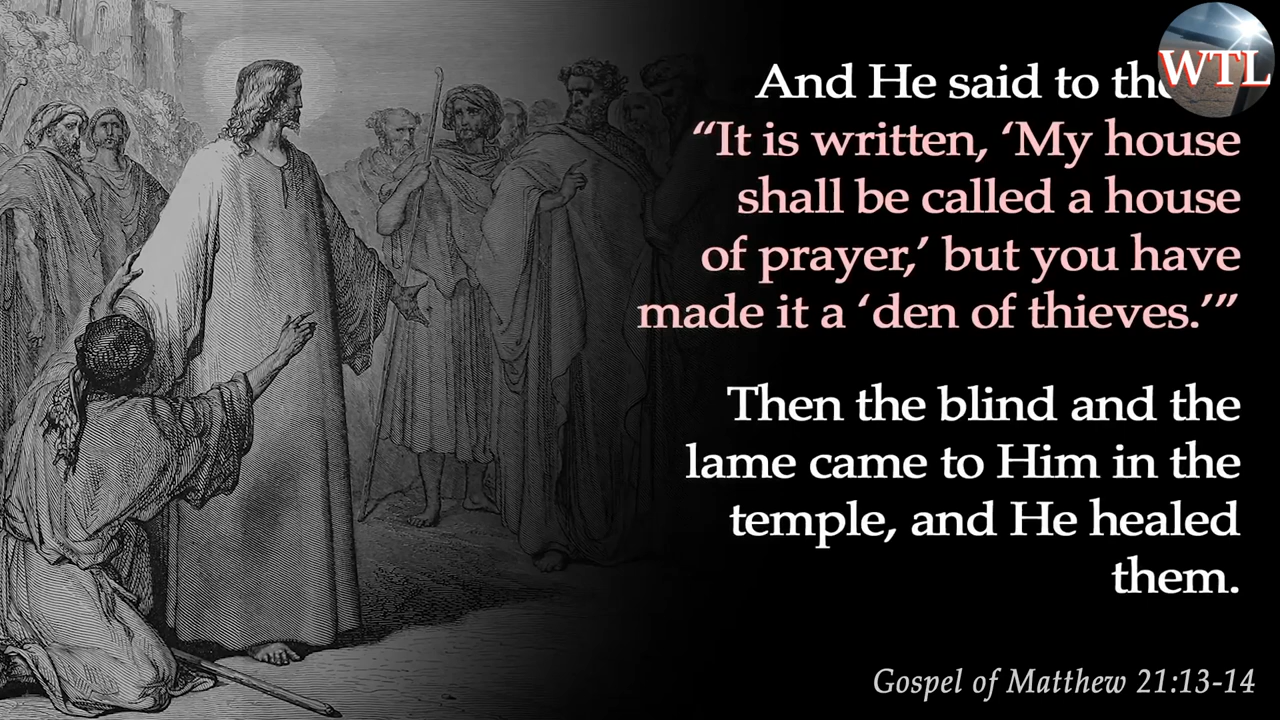 WTL
And He said to
“It is written, ‘My house
shall be called a house
of prayer,’ but you have
made it a ‘den of thieves.’”
Then the blind and the
lame came to Him in the
temple, and He healed
them.
Gospel of Matthew 21:13-14